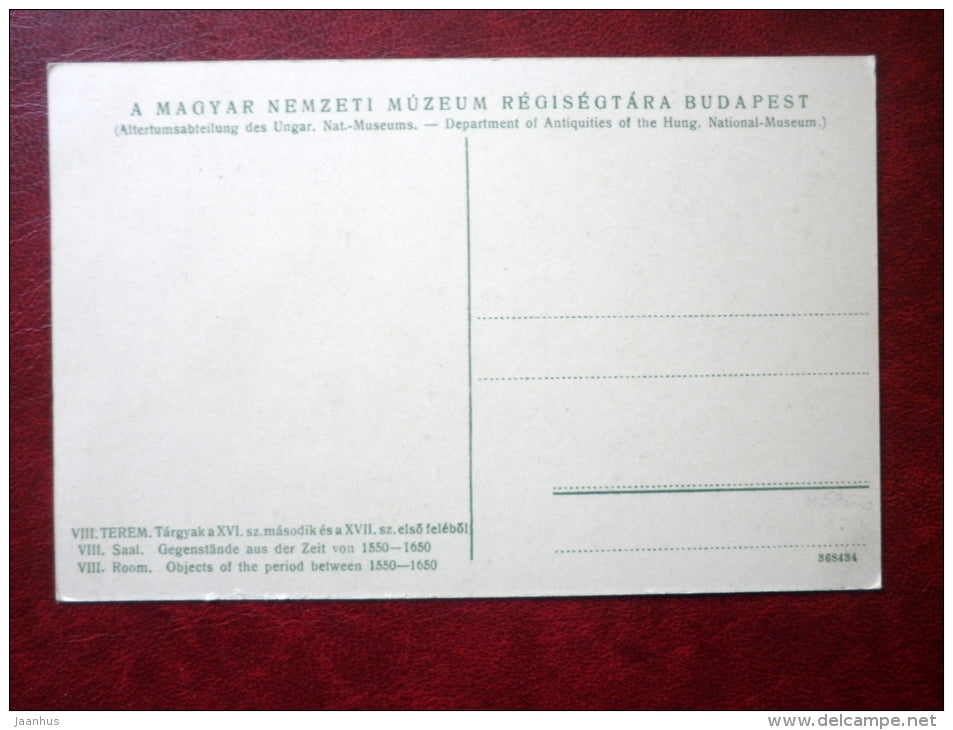 A MAGYAR NEMZETI MÚZEUM RÉGISÉGTÁRA BUDAPEST
(Altertumsabteilung des Ungar. Nat.-Museums. — Department of Antiquities of the Hung. National-Museum.)
VIII. TEREM. Tárgyak a XVI. sz. második és a XVII. sz. első feléből
VIII. Saal. Gegenstände aus der Zeit von 1550—1650
VIII. Room. Objects of the period between 1550—1650
368434
Jaanhus
www.delcampe.net